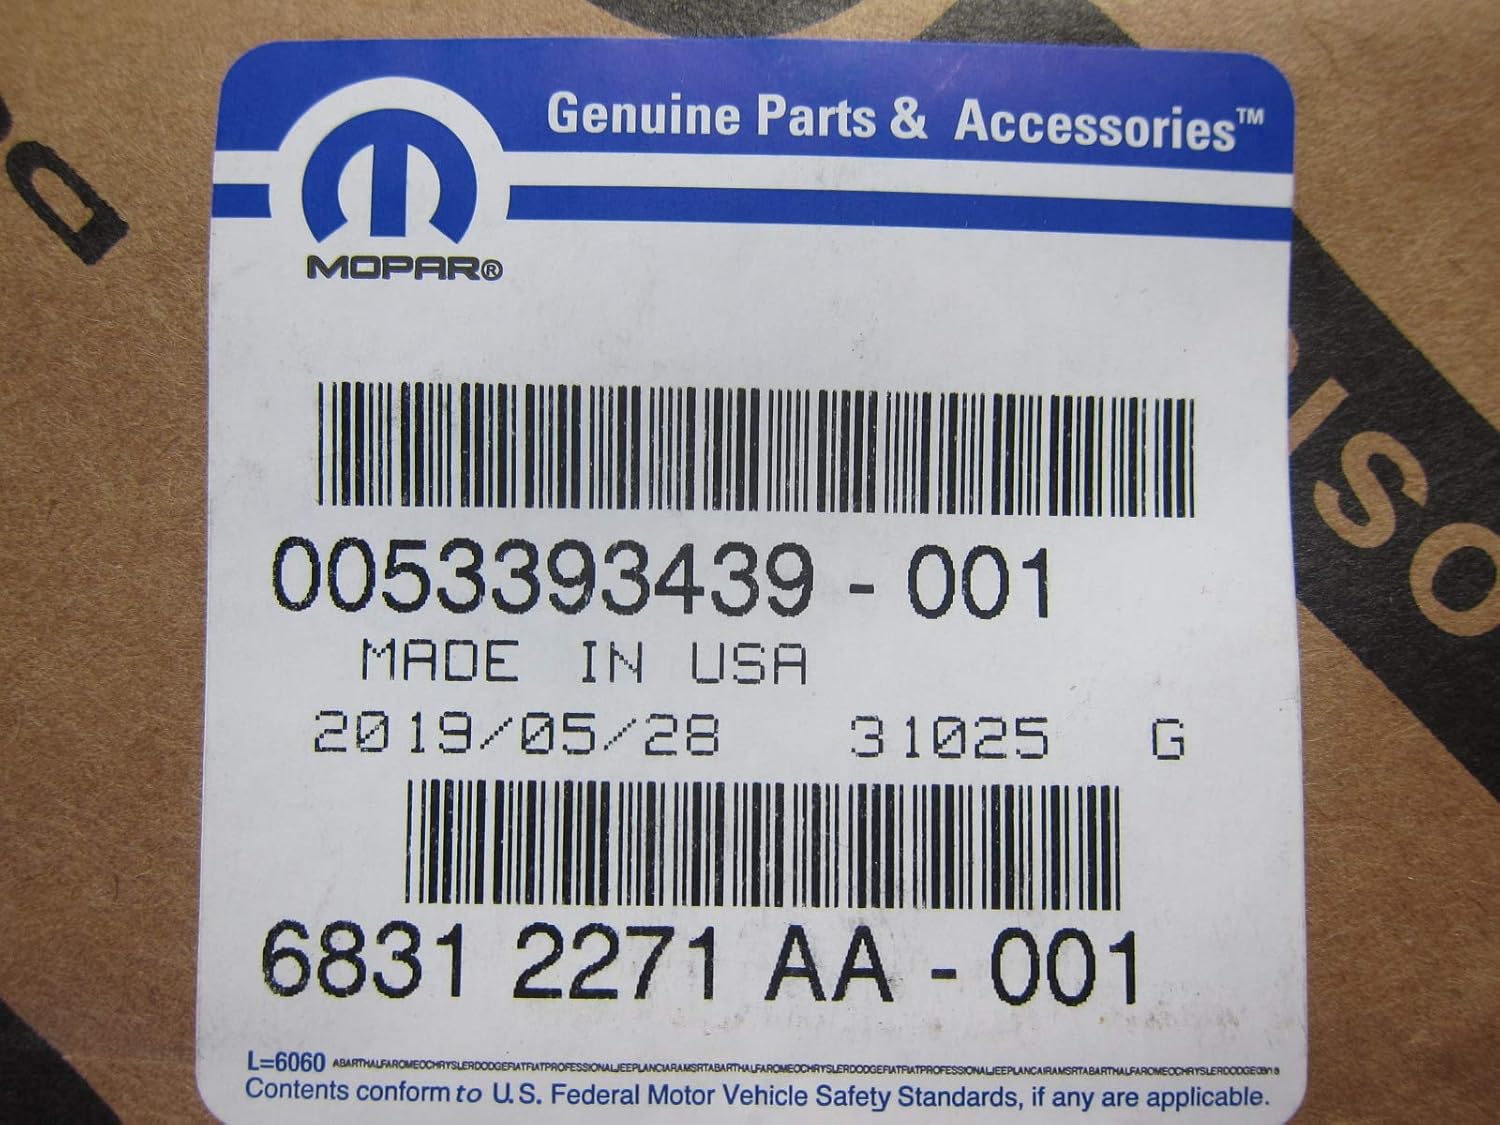 Genuine Parts & Accessories™
MOPAR®
0053393439 - 001
MADE IN USA
2019/05/28 31025 G
6831 2271 AA - 001
L=6060
Contents conform to U.S. Federal Motor Vehicle Safety Standards, if any are applicable.
ISO